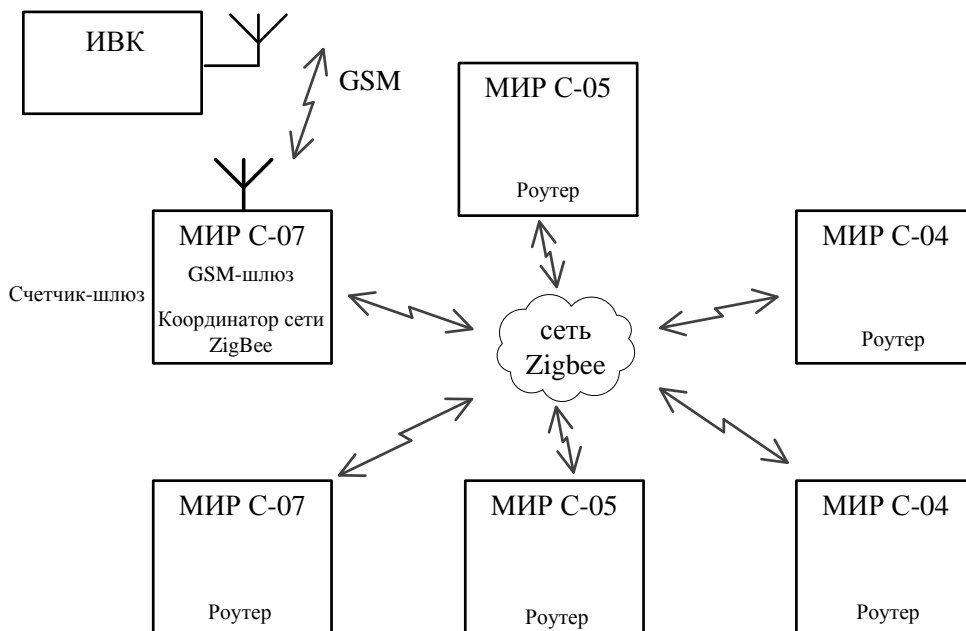 ИВК
GSM
МИР С-05
Роутер
МИР С-07
GSM-шлюз
Координатор сети
ZigBee
Счетчик-шлюз
МИР С-04
Роутер
сеть
Zigbee
МИР С-07
Роутер
МИР С-05
Роутер
МИР С-04
Роутер